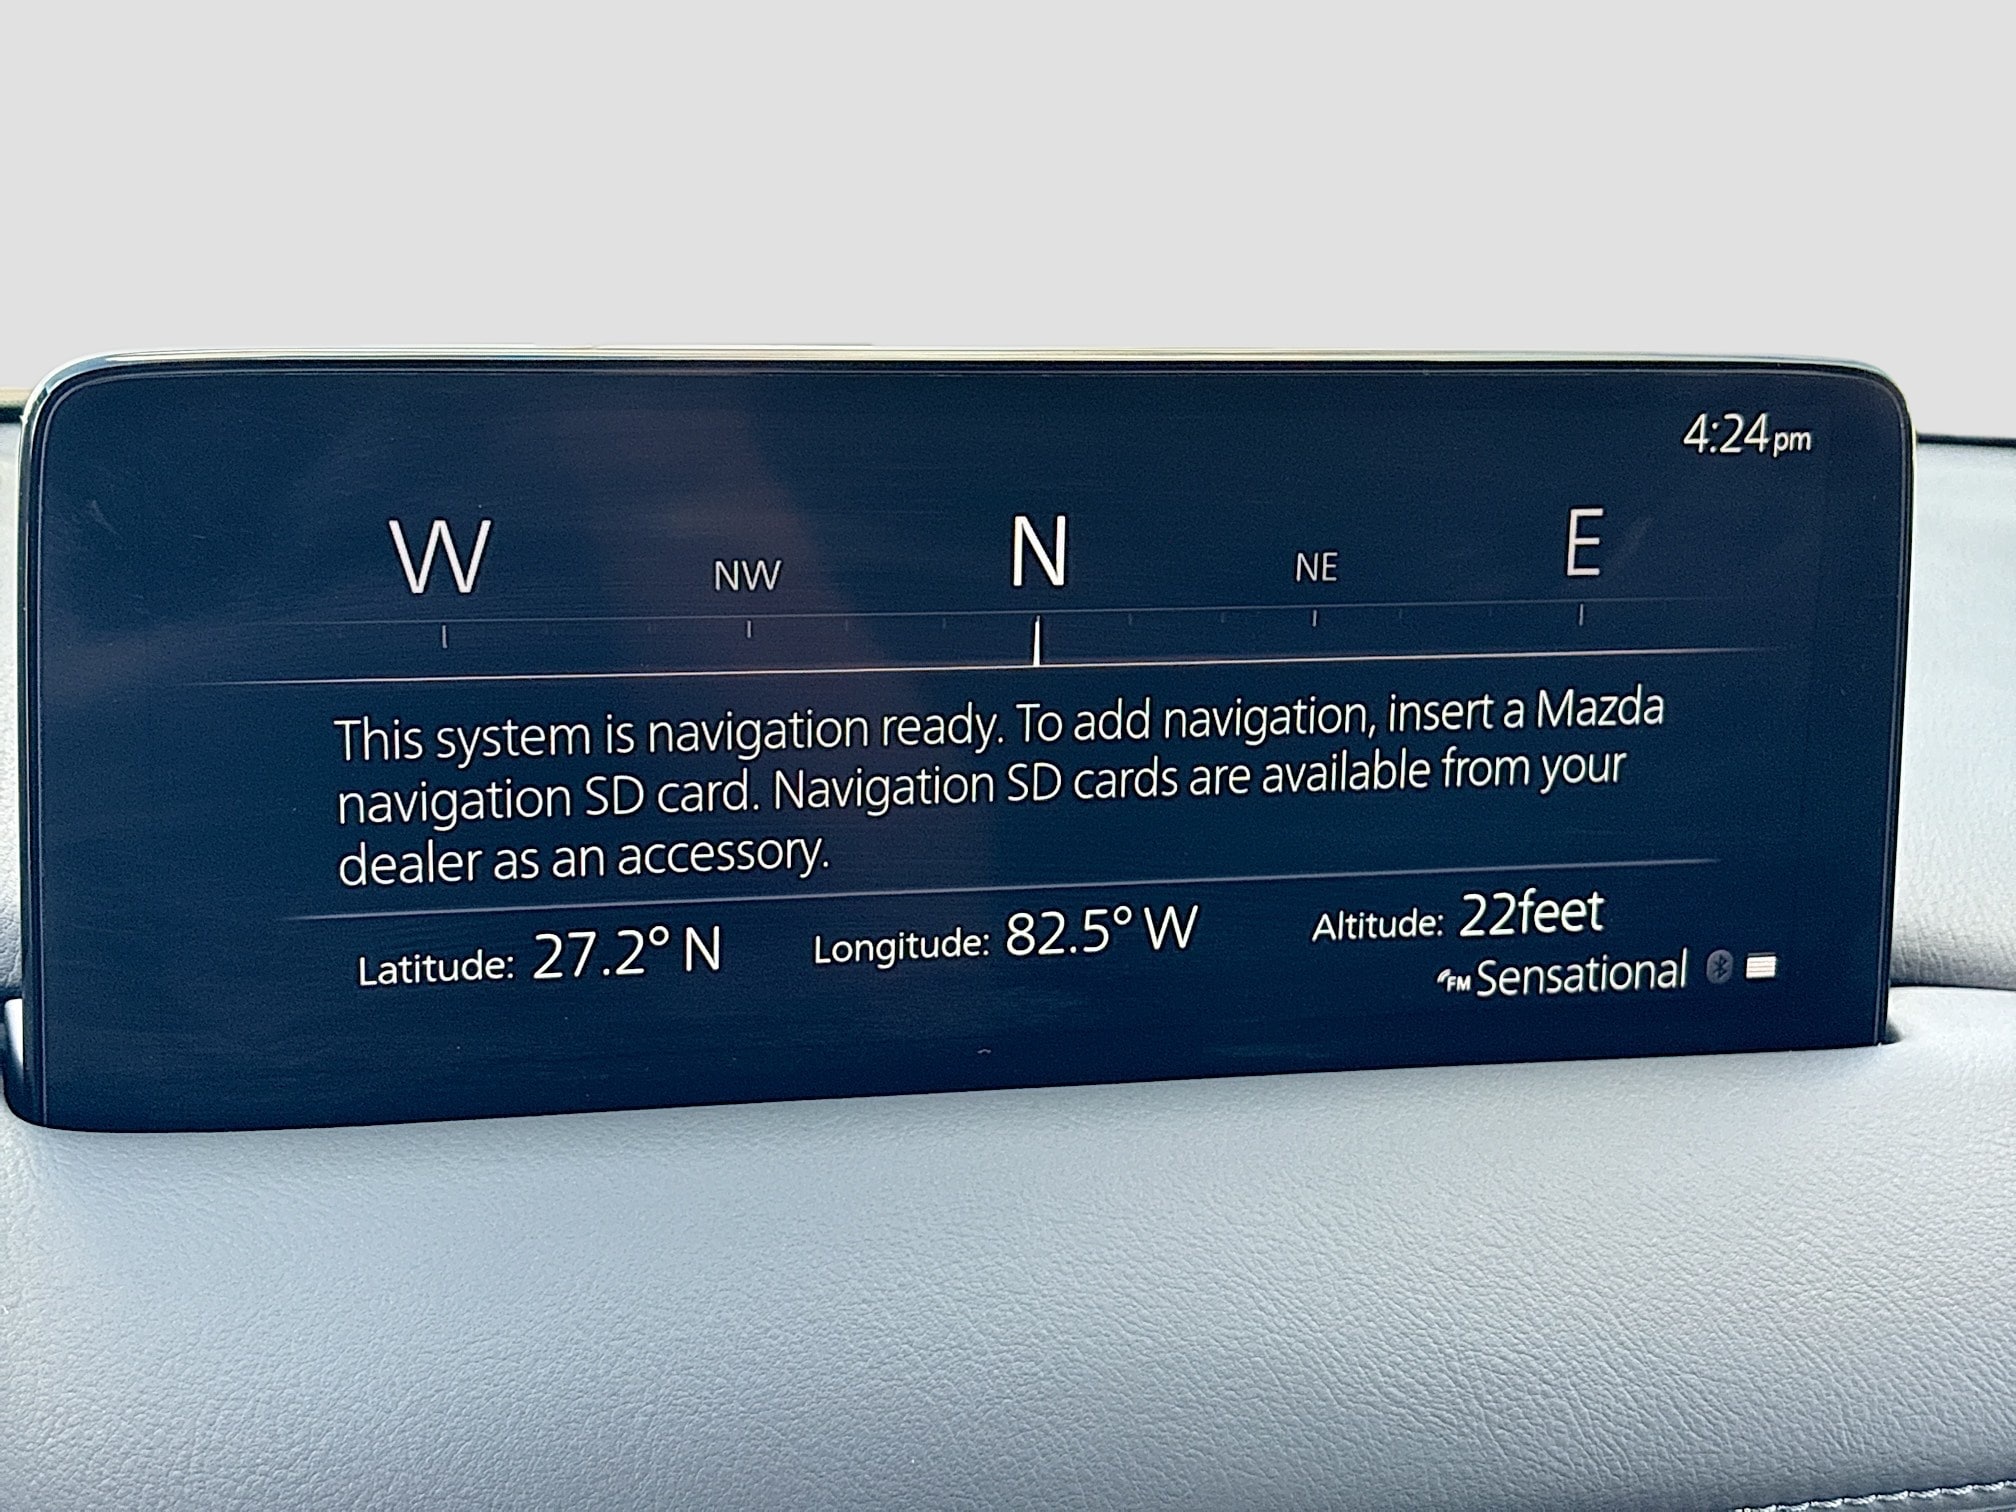 4:24pm
W NW N NE E
This system is navigation ready. To add navigation, insert a Mazda
navigation SD card. Navigation SD cards are available from your
dealer as an accessory.
Latitude: 27.2° N Longitude: 82.5° W Altitude: 22feet
FM Sensational